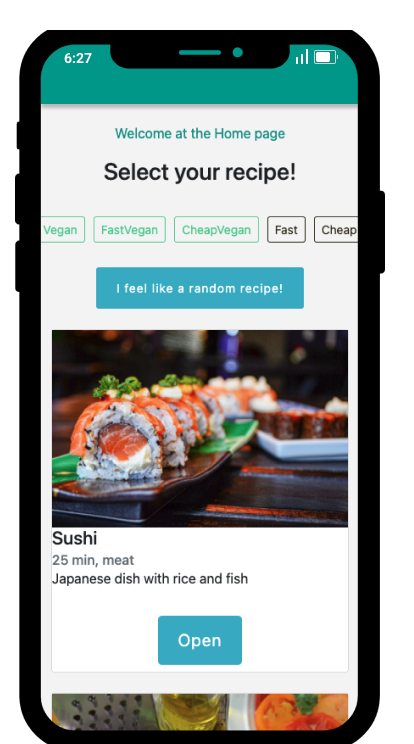 6:27
Welcome at the Home page
Select your recipe!
Vegan FastVegan CheapVegan Fast Cheap
I feel like a random recipe!
Sushi
25 min, meat
Japanese dish with rice and fish
Open